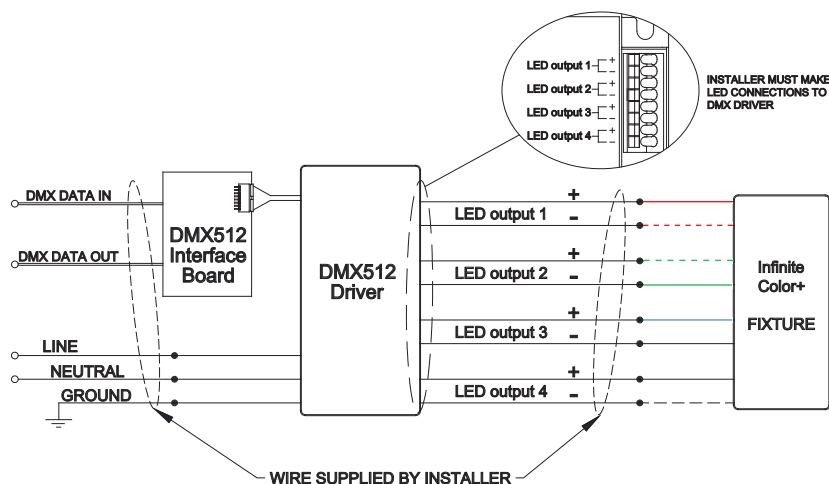 LED output 1 + -
LED output 2 + -
LED output 3 + -
LED output 4 + -
INSTALLER MUST MAKE
LED CONNECTIONS TO
DMX DRIVER
DMX DATA IN
DMX DATA OUT
DMX512
Interface
Board
LINE
NEUTRAL
GROUND
DMX512
Driver
+
LED output 1
-
+
LED output 2
-
+
LED output 3
-
+
LED output 4
-
Infinite
Color+
FIXTURE
WIRE SUPPLIED BY INSTALLER